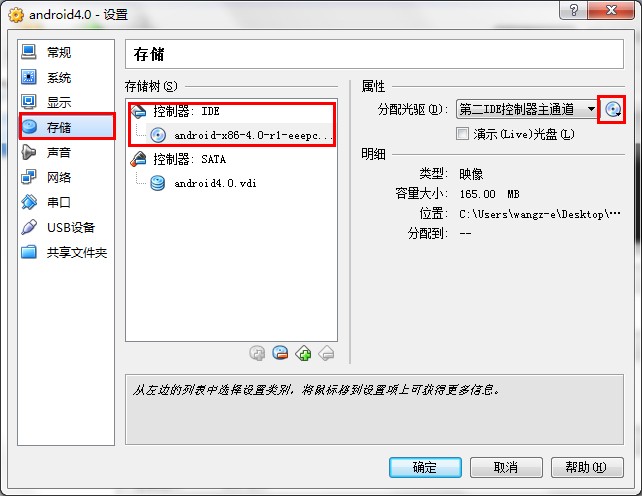 android4.0 - 设置
常规
系统
显示
存储
声音
网络
串口
USB设备
共享文件夹
存储
存储树(S)
控制器: IDE
android-x86-4.0-r1-eeepc...
控制器: SATA
android4.0.vdi
属性
分配光驱(D): 第二IDE控制器主通道
演示(Live)光盘(L)
明细
类型: 映像
容量大小: 165.00 MB
位置: C:\Users\wangz-e\Desktop\...
分配到: --
从左边的列表中选择设置类别，将鼠标移到设置项上可获得更多信息。
确定
取消
帮助(H)